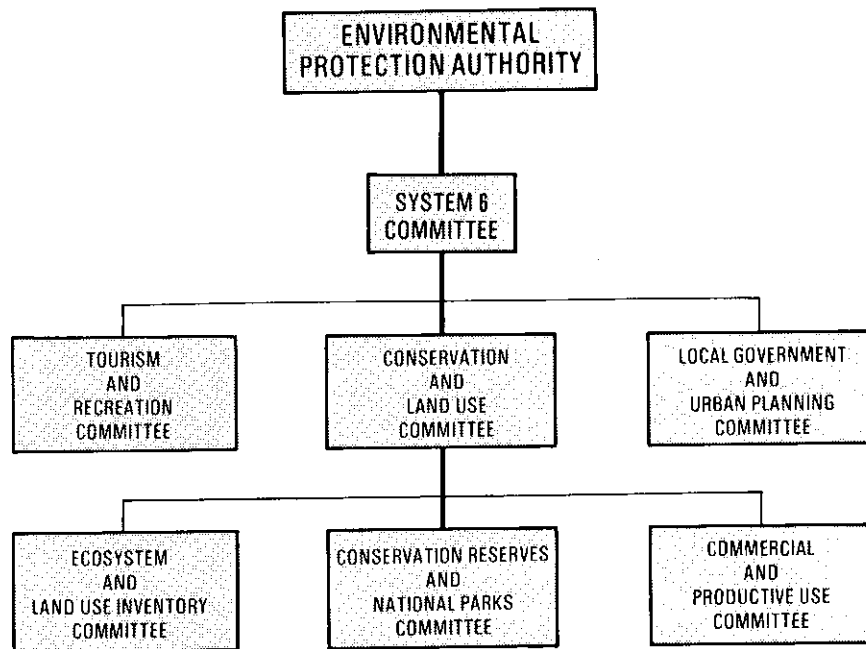 ENVIRONMENTAL
PROTECTION AUTHORITY
SYSTEM 6
COMMITTEE
TOURISM
AND
RECREATION
COMMITTEE
CONSERVATION
AND
LAND USE
COMMITTEE
LOCAL GOVERNMENT
AND
URBAN PLANNING
COMMITTEE
ECOSYSTEM
AND
LAND USE INVENTORY
COMMITTEE
CONSERVATION RESERVES
AND
NATIONAL PARKS
COMMITTEE
COMMERCIAL
AND
PRODUCTIVE USE
COMMITTEE